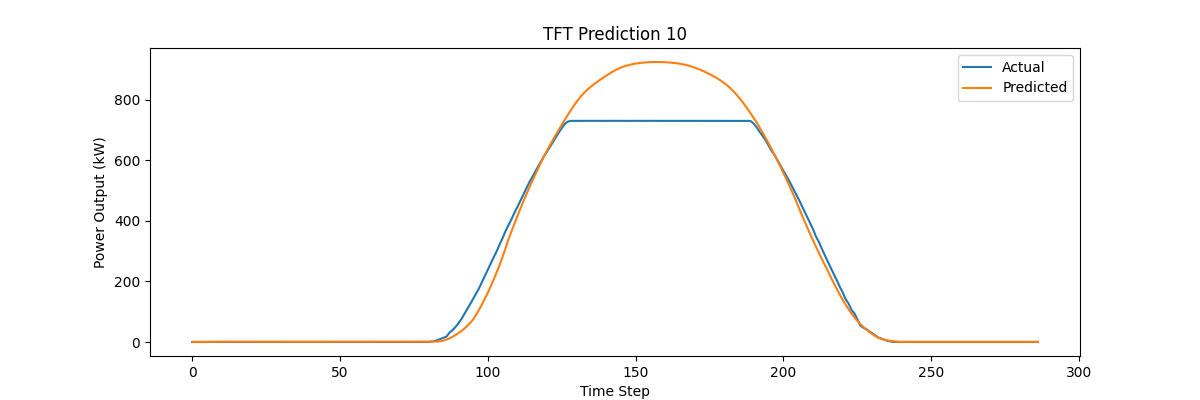 TFT Prediction 10
Actual
Predicted
Power Output (kW)
800
600
400
200
0
0 50 100 150 200 250 300
Time Step